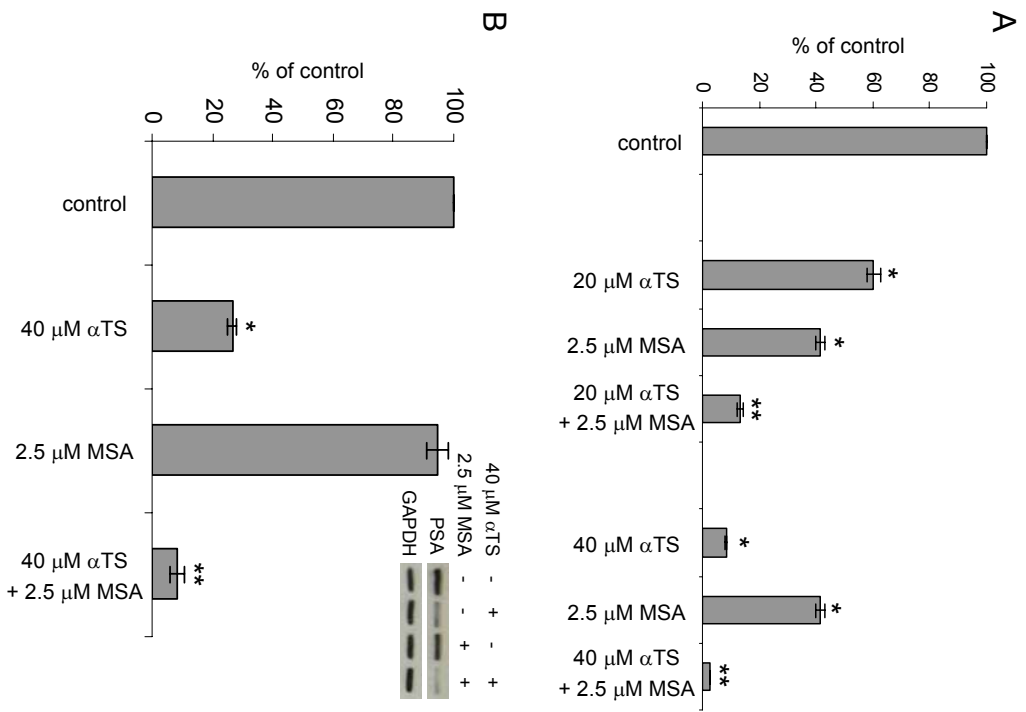 A
% of control
100
80
60
40
20
0
control
20 μM αTS
*
2.5 μM MSA
*
20 μM αTS
+ 2.5 μM MSA
**
40 μM αTS
*
2.5 μM MSA
*
40 μM αTS
+ 2.5 μM MSA
**
B
% of control
100
80
60
40
20
0
control
40 μM αTS
*
2.5 μM MSA
40 μM αTS
+ 2.5 μM MSA
**
40 μM αTS - + - +
2.5 μM MSA - - + +
PSA
GAPDH